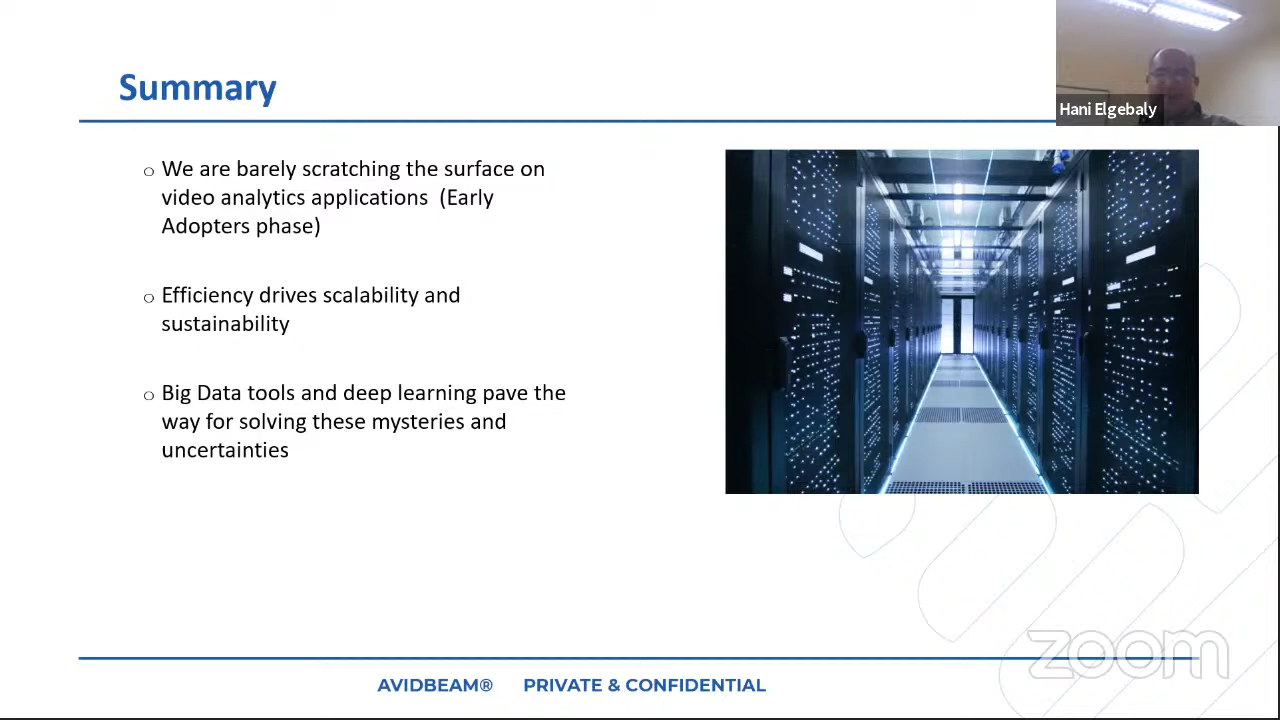 Summary
Hani Elgebaly
○ We are barely scratching the surface on
video analytics applications (Early
Adopters phase)
○ Efficiency drives scalability and
sustainability
○ Big Data tools and deep learning pave the
way for solving these mysteries and
uncertainties
zoom
AVIDBEAM® PRIVATE & CONFIDENTIAL